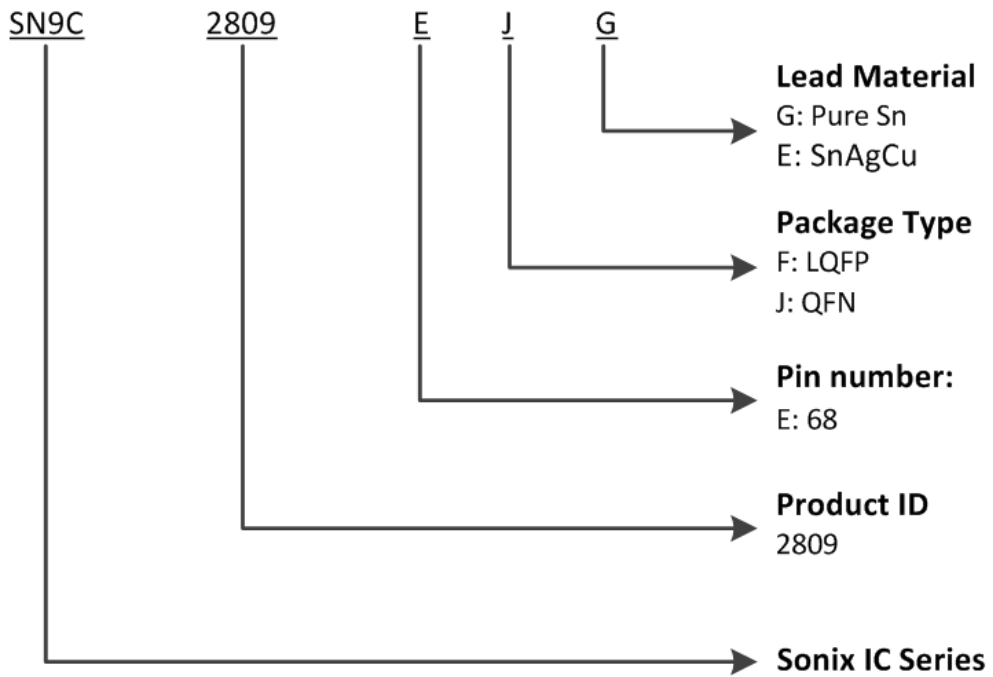 SN9C 2809 E J G
Lead Material
G: Pure Sn
E: SnAgCu
Package Type
F: LQFP
J: QFN
Pin number:
E: 68
Product ID
2809
Sonix IC Series